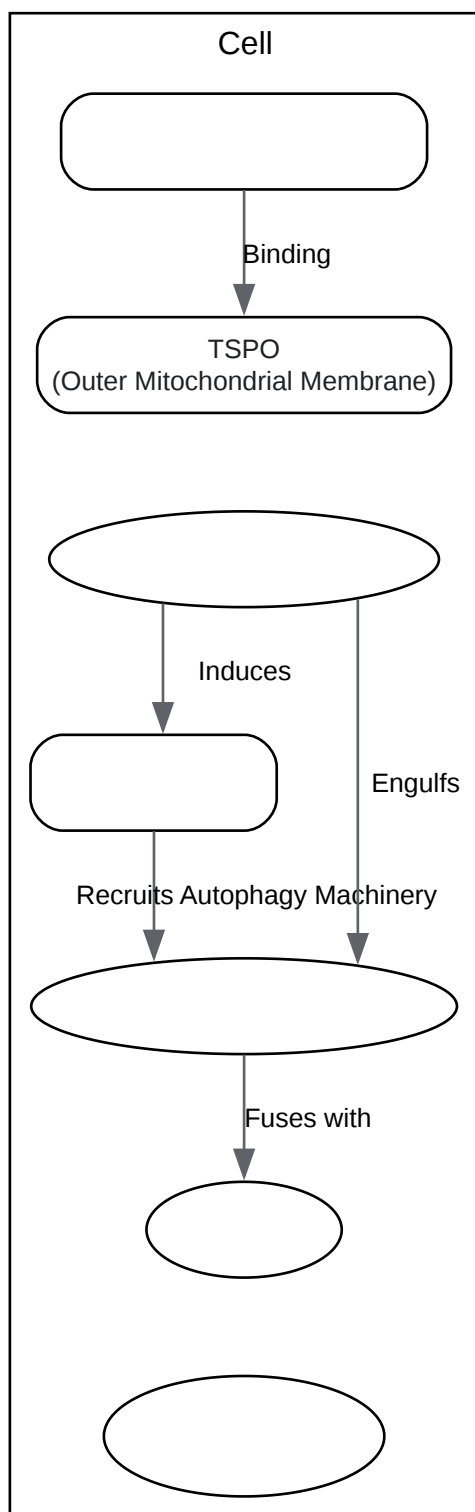 Cell
Binding
TSPO
(Outer Mitochondrial Membrane)
Induces
Engulfs
Recruits Autophagy Machinery
Fuses with